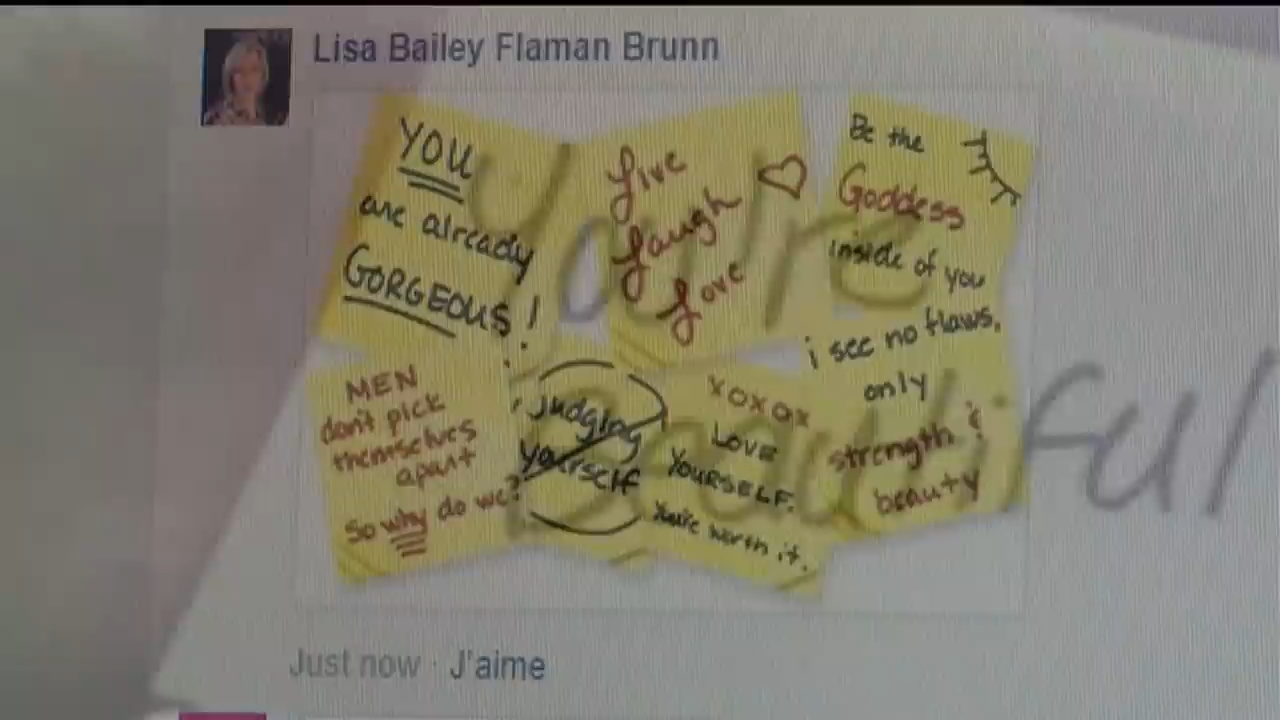 Lisa Bailey Flaman Brunn
YOU
are already
GORGEOUS!
Live
Laugh
Love
Be the
Goddess
inside of you
i see no flaws,
only
strength &
beauty
MEN
don't pick
themselves
apart
So why do we?
judging
yourself
xoxox
LOVE
YOURSELF.
You're worth it.
You're
Beautiful
Just now · J'aime